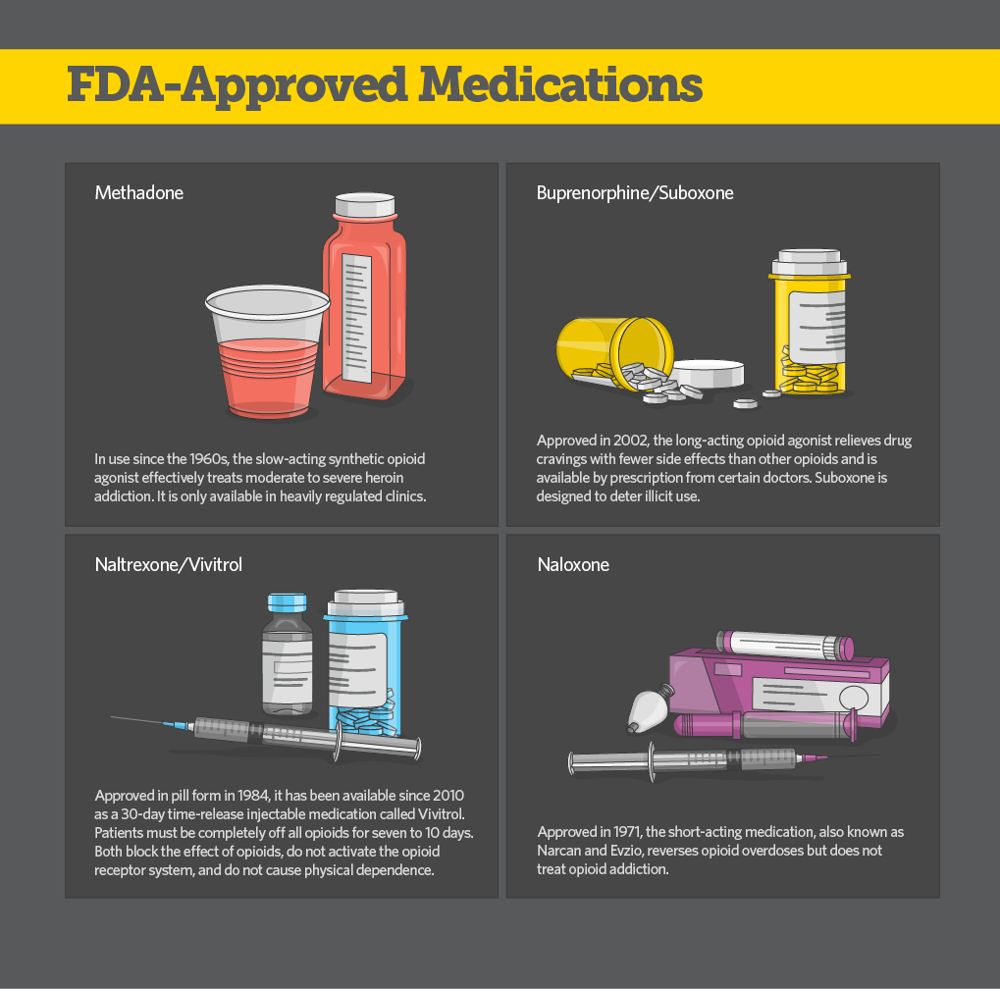 FDA-Approved Medications
Methadone
In use since the 1960s, the slow-acting synthetic opioid
agonist effectively treats moderate to severe heroin
addiction. It is only available in heavily regulated clinics.
Buprenorphine/Suboxone
Approved in 2002, the long-acting opioid agonist relieves drug
cravings with fewer side effects than other opioids and is
available by prescription from certain doctors. Suboxone is
designed to deter illicit use.
Naltrexone/Vivitrol
Approved in pill form in 1984, it has been available since 2010
as a 30-day time-release injectable medication called Vivitrol.
Patients must be completely off all opioids for seven to 10 days.
Both block the effect of opioids, do not activate the opioid
receptor system, and do not cause physical dependence.
Naloxone
Approved in 1971, the short-acting medication, also known as
Narcan and Evzio, reverses opioid overdoses but does not
treat opioid addiction.